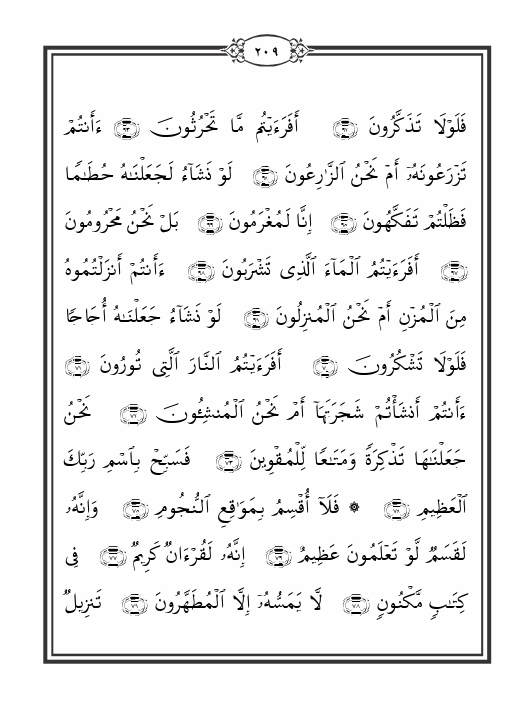 ٢٠٩
فَلَوْلَا تَذَكَّرُونَ ﴿٦٢﴾ أَفَرَءَيْتُم مَّا تَحْرُثُونَ ﴿٦٣﴾ ءَأَنتُمْ
تَزْرَعُونَهُۥٓ أَمْ نَحْنُ ٱلزَّٰرِعُونَ ﴿٦٤﴾ لَوْ نَشَآءُ لَجَعَلْنَٰهُ حُطَٰمًا
فَظَلْتُمْ تَفَكَّهُونَ ﴿٦٥﴾ إِنَّا لَمُغْرَمُونَ ﴿٦٦﴾ بَلْ نَحْنُ مَحْرُومُونَ
﴿٦٧﴾ أَفَرَءَيْتُمُ ٱلْمَآءَ ٱلَّذِى تَشْرَبُونَ ﴿٦٨﴾ ءَأَنتُمْ أَنزَلْتُمُوهُ
مِنَ ٱلْمُزْنِ أَمْ نَحْنُ ٱلْمُنزِلُونَ ﴿٦٩﴾ لَوْ نَشَآءُ جَعَلْنَٰهُ أُجَاجًا
فَلَوْلَا تَشْكُرُونَ ﴿٧٠﴾ أَفَرَءَيْتُمُ ٱلنَّارَ ٱلَّتِى تُورُونَ ﴿٧١﴾
ءَأَنتُمْ أَنشَأْتُمْ شَجَرَتَهَآ أَمْ نَحْنُ ٱلْمُنشِـُٔونَ ﴿٧٢﴾ نَحْنُ
جَعَلْنَٰهَا تَذْكِرَةً وَمَتَٰعًا لِّلْمُقْوِينَ ﴿٧٣﴾ فَسَبِّحْ بِٱسْمِ رَبِّكَ
ٱلْعَظِيمِ ﴿٧٤﴾ ۞ فَلَآ أُقْسِمُ بِمَوَٰقِعِ ٱلنُّجُومِ ﴿٧٥﴾ وَإِنَّهُۥ
لَقَسَمٌ لَّوْ تَعْلَمُونَ عَظِيمٌ ﴿٧٦﴾ إِنَّهُۥ لَقُرْءَانٌ كَرِيمٌ ﴿٧٧﴾ فِى
كِتَٰبٍ مَّكْنُونٍ ﴿٧٨﴾ لَّا يَمَسُّهُۥٓ إِلَّا ٱلْمُطَهَّرُونَ ﴿٧٩﴾ تَنزِيلٌ